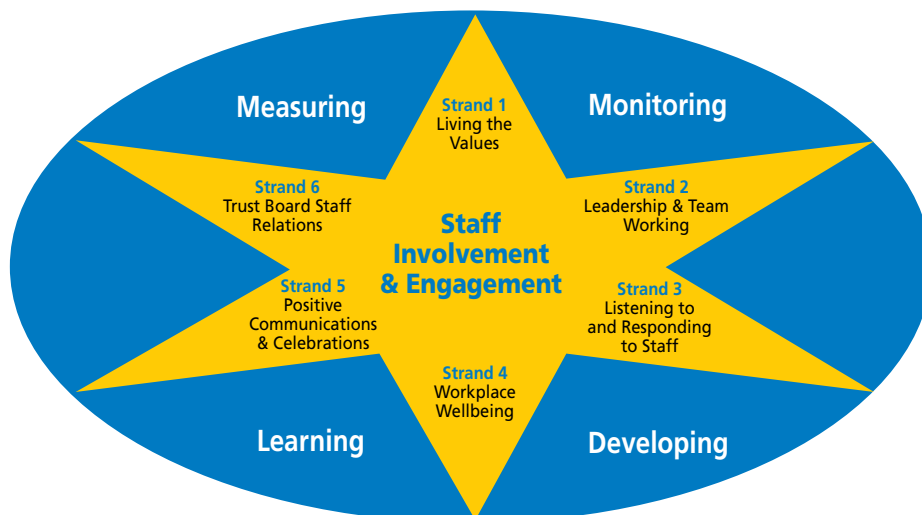 Measuring
Monitoring
Strand 1
Living the
Values
Strand 6
Trust Board Staff
Relations
Strand 2
Leadership & Team
Working
Staff
Involvement
& Engagement
Strand 5
Positive
Communications
& Celebrations
Strand 3
Listening to
and Responding
to Staff
Strand 4
Workplace
Wellbeing
Learning
Developing